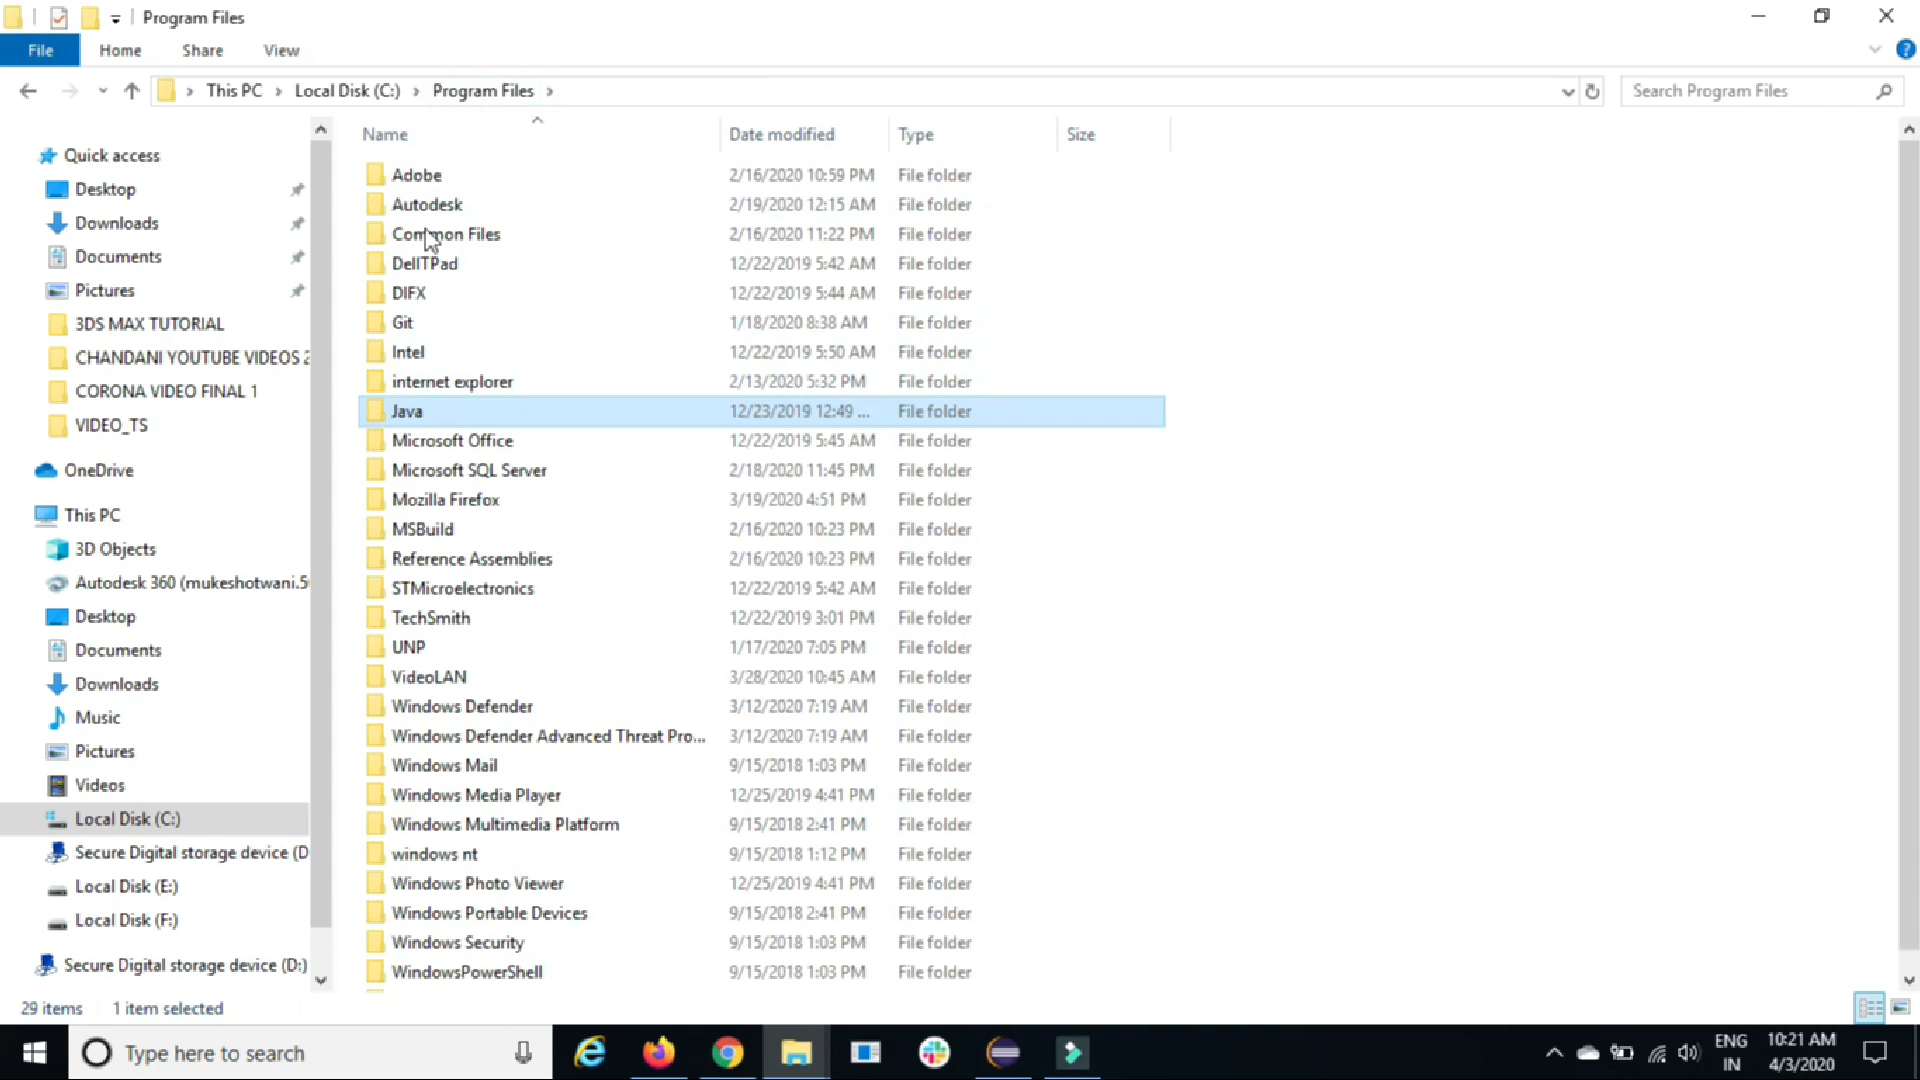 Program Files
File Home Share View
This PC > Local Disk (C:) > Program Files >
Search Program Files
Name Date modified Type Size
Quick access
Desktop
Downloads
Documents
Pictures
3DS MAX TUTORIAL
CHANDANI YOUTUBE VIDEOS 2
CORONA VIDEO FINAL 1
VIDEO_TS
OneDrive
This PC
3D Objects
Autodesk 360 (mukeshotwani.5
Desktop
Documents
Downloads
Music
Pictures
Videos
Local Disk (C:)
Secure Digital storage device (D
Local Disk (E:)
Local Disk (F:)
Secure Digital storage device (D:)
Adobe 2/16/2020 10:59 PM File folder
Autodesk 2/19/2020 12:15 AM File folder
Common Files 2/16/2020 11:22 PM File folder
DellTPad 12/22/2019 5:42 AM File folder
DIFX 12/22/2019 5:44 AM File folder
Git 1/18/2020 8:38 AM File folder
Intel 12/22/2019 5:50 AM File folder
internet explorer 2/13/2020 5:32 PM File folder
Java 12/23/2019 12:49 ... File folder
Microsoft Office 12/22/2019 5:45 AM File folder
Microsoft SQL Server 2/18/2020 11:45 PM File folder
Mozilla Firefox 3/19/2020 4:51 PM File folder
MSBuild 2/16/2020 10:23 PM File folder
Reference Assemblies 2/16/2020 10:23 PM File folder
STMicroelectronics 12/22/2019 5:42 AM File folder
TechSmith 12/22/2019 3:01 PM File folder
UNP 1/17/2020 7:05 PM File folder
VideoLAN 3/28/2020 10:45 AM File folder
Windows Defender 3/12/2020 7:19 AM File folder
Windows Defender Advanced Threat Pro... 3/12/2020 7:19 AM File folder
Windows Mail 9/15/2018 1:03 PM File folder
Windows Media Player 12/25/2019 4:41 PM File folder
Windows Multimedia Platform 9/15/2018 2:41 PM File folder
windows nt 9/15/2018 1:12 PM File folder
Windows Photo Viewer 12/25/2019 4:41 PM File folder
Windows Portable Devices 9/15/2018 2:41 PM File folder
Windows Security 9/15/2018 1:03 PM File folder
WindowsPowerShell 9/15/2018 1:03 PM File folder
29 items 1 item selected
Type here to search
ENG
IN
10:21 AM
4/3/2020